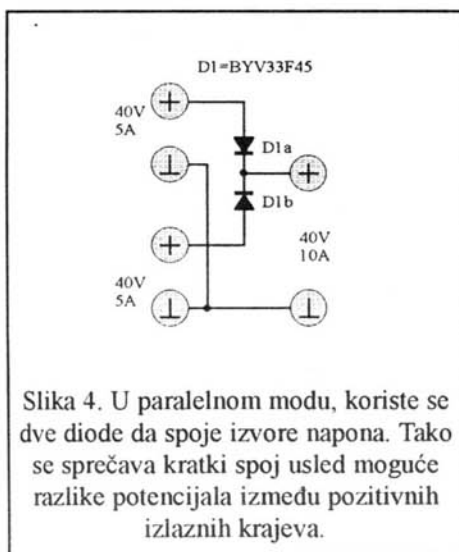 D1=BYV33F45
40V
5A
D1a
D1b
40V
10A
40V
5A
Slika 4. U paralelnom modu, koriste se
dve diode da spoje izvore napona. Tako
se sprečava kratki spoj usled moguće
razlike potencijala između pozitivnih
izlaznih krajeva.